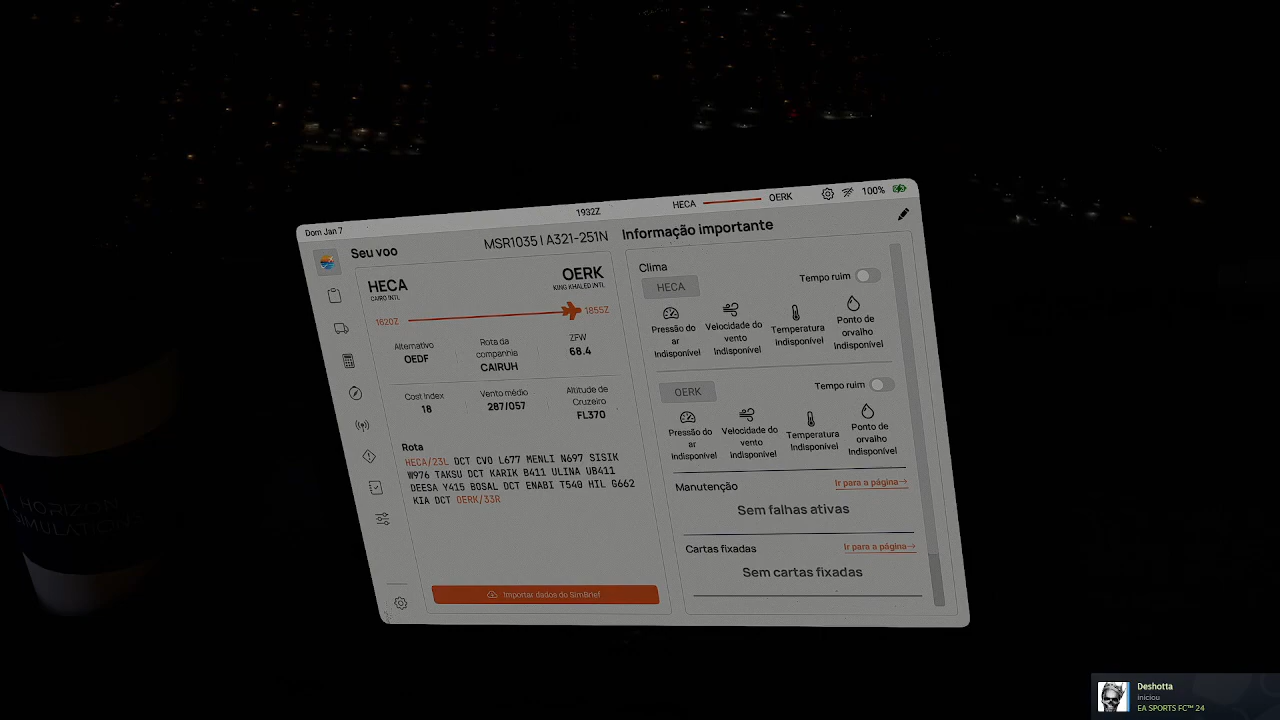 Dom Jan 7
1932Z
HECA
OERK
100%
Seu voo
MSR1035 | A321-251N
HECA
CAIRO INTL
OERK
KING KHALED INTL
1620Z
1855Z
Alternativo
OEDF
Rota da
companhia
CAIRUH
ZFW
68.4
Cost Index
18
Vento médio
287/057
Altitude de
Cruzeiro
FL370
Rota
HECA/23L DCT CVO L677 MENLI N697 SISIK
W976 TAKSU DCT KARIK B411 ULINA UB411
DEESA Y415 BOSAL DCT ENABI T540 HIL G662
KIA DCT OERK/33R
Importar dados do SimBrief
Informação importante
Clima
HECA
Tempo ruim
Pressão do
ar
Indisponível
Velocidade do
vento
Indisponível
Temperatura
Indisponível
Ponto de
orvalho
Indisponível
OERK
Tempo ruim
Pressão do
ar
Indisponível
Velocidade do
vento
Indisponível
Temperatura
Indisponível
Ponto de
orvalho
Indisponível
Manutenção
Ir para a página
Sem falhas ativas
Cartas fixadas
Ir para a página
Sem cartas fixadas
HORIZON
SIMULATIONS
Deshotta
iniciou
EA SPORTS FC™ 24